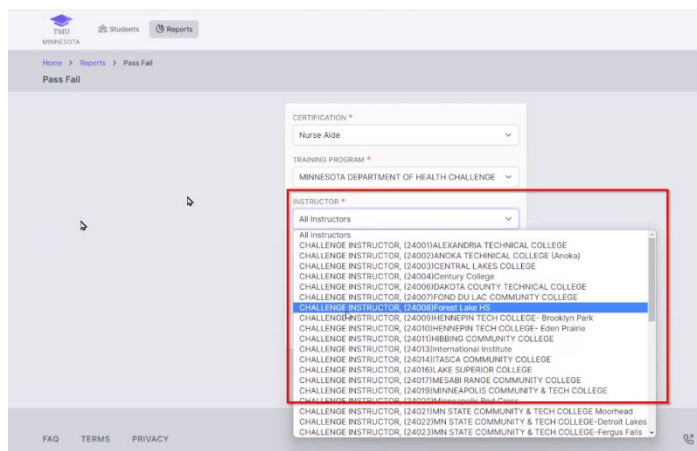 TMU
MINNESOTA
Students
Reports
Home > Reports > Pass Fail
Pass Fail
CERTIFICATION *
Nurse Aide
TRAINING PROGRAM *
MINNESOTA DEPARTMENT OF HEALTH CHALLENGE
INSTRUCTOR *
All Instructors
All Instructors
CHALLENGE INSTRUCTOR, (24001)ALEXANDRIA TECHNICAL COLLEGE
CHALLENGE INSTRUCTOR, (24002)ANOKA TECHNINCAL COLLEGE (Anoka)
CHALLENGE INSTRUCTOR, (24003)CENTRAL LAKES COLLEGE
CHALLENGE INSTRUCTOR, (24004)Century College
CHALLENGE INSTRUCTOR, (24006)DAKOTA COUNTY TECHNICAL COLLEGE
CHALLENGE INSTRUCTOR, (24007)FOND DU LAC COMMUNITY COLLEGE
CHALLENGE INSTRUCTOR, (24008)Forest Lake HS
CHALLENGE INSTRUCTOR, (24009)HENNEPIN TECH COLLEGE- Brooklyn Park
CHALLENGE INSTRUCTOR, (24010)HENNEPIN TECH COLLEGE- Eden Prairie
CHALLENGE INSTRUCTOR, (24011)HIBBING COMMUNITY COLLEGE
CHALLENGE INSTRUCTOR, (24013)International Institute
CHALLENGE INSTRUCTOR, (24014)ITASCA COMMUNITY COLLEGE
CHALLENGE INSTRUCTOR, (24016)LAKE SUPERIOR COLLEGE
CHALLENGE INSTRUCTOR, (24017)MESABI RANGE COMMUNITY COLLEGE
CHALLENGE INSTRUCTOR, (24019)MINNEAPOLIS COMMUNITY & TECH COLLEGE
CHALLENGE INSTRUCTOR, (24020)Minneapolis Red Cross
CHALLENGE INSTRUCTOR, (24021)MN STATE COMMUNITY & TECH COLLEGE Moorhead
CHALLENGE INSTRUCTOR, (24022)MN STATE COMMUNITY & TECH COLLEGE-Detroit Lakes
CHALLENGE INSTRUCTOR, (24023)MN STATE COMMUNITY & TECH COLLEGE-Fergus Falls
FAQ TERMS PRIVACY